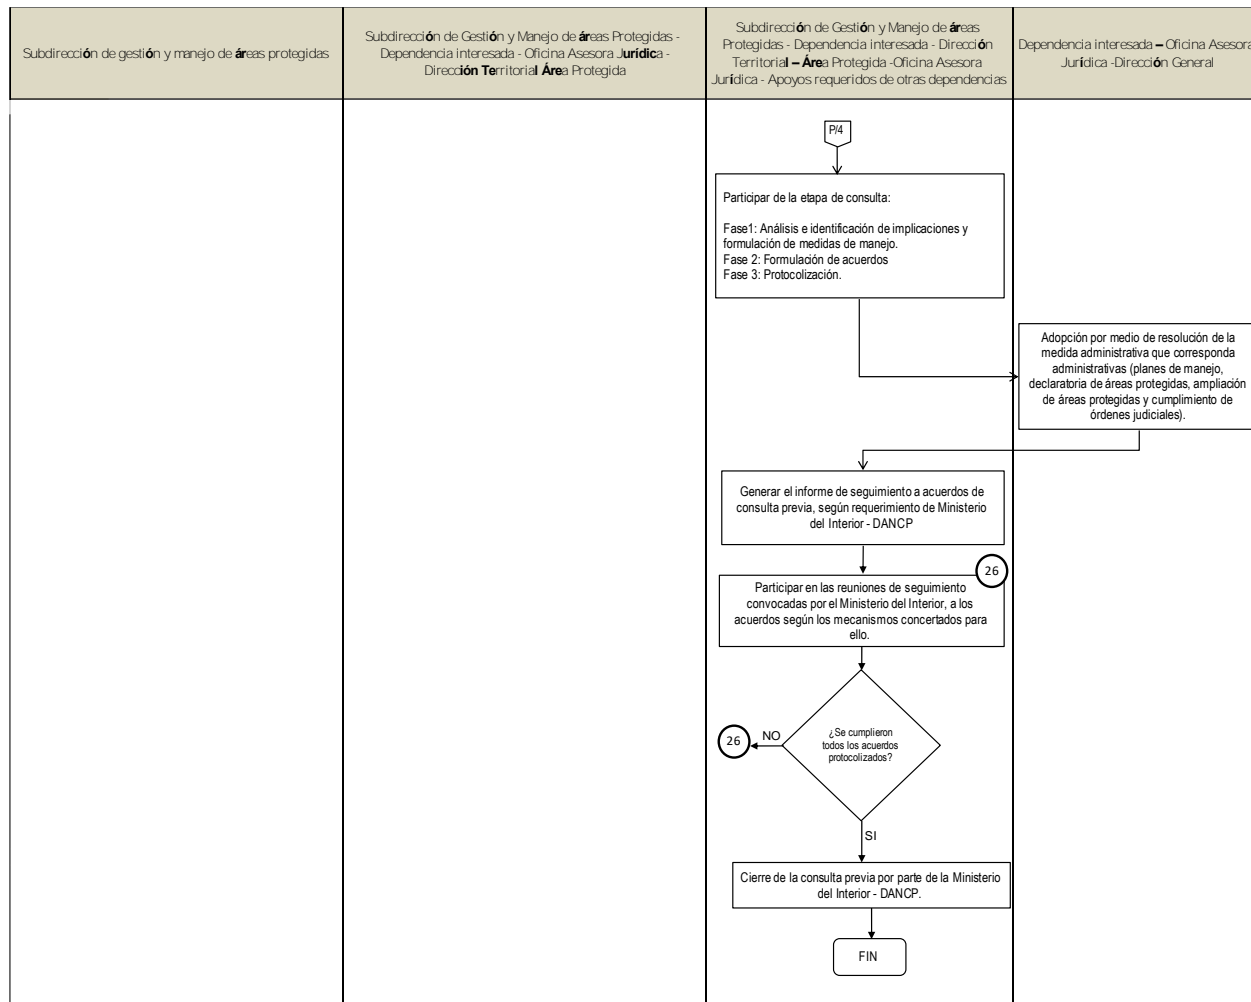 Subdirección de gestión y manejo de áreas protegidas
Subdirección de Gestión y Manejo de áreas Protegidas -
Dependencia interesada - Oficina Asesora Jurídica -
Dirección Territorial Área Protegida
Subdirección de Gestión y Manejo de áreas
Protegidas - Dependencia interesada - Dirección
Territorial – Área Protegida -Oficina Asesora
Jurídica - Apoyos requeridos de otras dependencias
Dependencia interesada – Oficina Asesora
Jurídica -Dirección General
P/4
Participar de la etapa de consulta:
Fase1: Análisis e identificación de implicaciones y
formulación de medidas de manejo.
Fase 2: Formulación de acuerdos
Fase 3: Protocolización.
Adopción por medio de resolución de la
medida administrativa que corresponda
administrativas (planes de manejo,
declaratoria de áreas protegidas, ampliación
de áreas protegidas y cumplimiento de
órdenes judiciales).
Generar el informe de seguimiento a acuerdos de
consulta previa, según requerimiento de Ministerio
del Interior - DANCP
26
Participar en las reuniones de seguimiento
convocadas por el Ministerio del Interior, a los
acuerdos según los mecanismos concertados para
ello.
¿Se cumplieron
todos los acuerdos
protocolizados?
NO
26
SI
Cierre de la consulta previa por parte de la Ministerio
del Interior - DANCP.
FIN